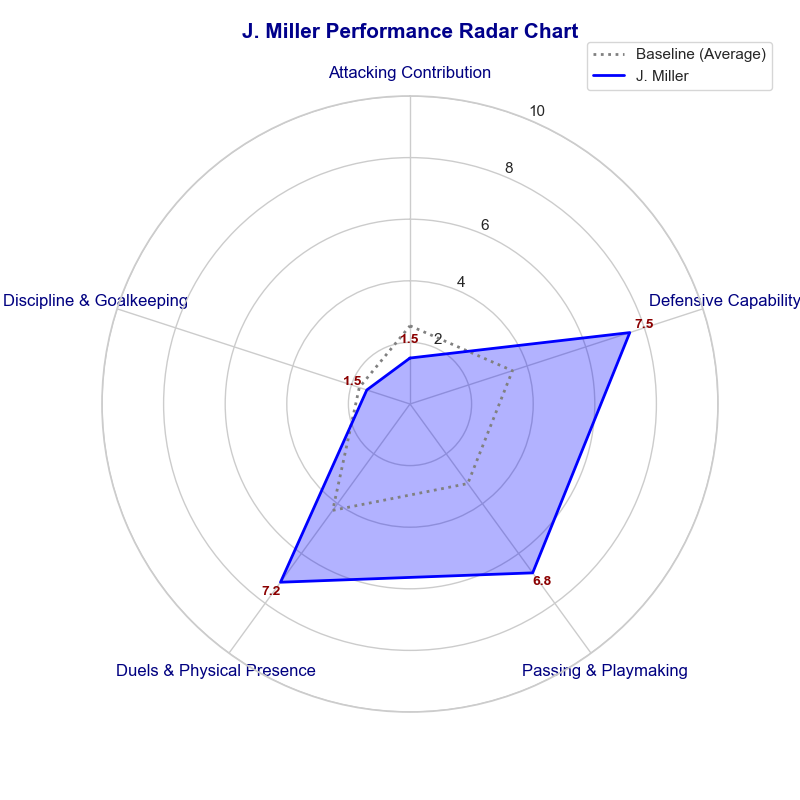 J. Miller Performance Radar Chart
Baseline (Average)
J. Miller
Attacking Contribution
10
8
6
4
2
1.5
Discipline & Goalkeeping
1.5
Defensive Capability
7.5
7.2
6.8
Duels & Physical Presence
Passing & Playmaking